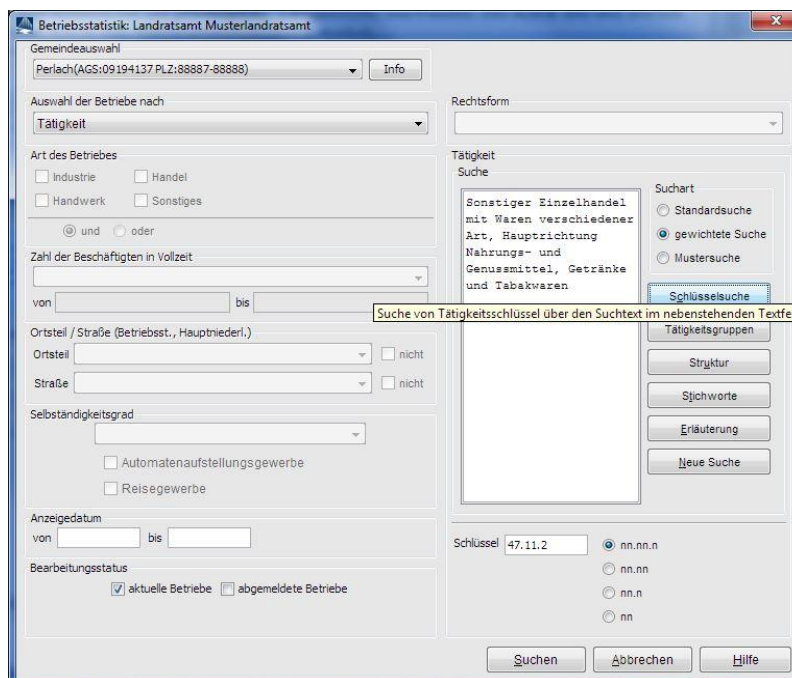 Betriebsstatistik: Landratsamt Musterlandratsamt
Gemeindeauswahl
Perlach(AGS:09194137 PLZ:88887-88888)
Info
Auswahl der Betriebe nach
Tätigkeit
Rechtsform
Art des Betriebes
Industrie
Handel
Handwerk
Sonstiges
und
oder
Zahl der Beschäftigten in Vollzeit
von
bis
Ortsteil / Straße (Betriebsst., Hauptniederl.)
Ortsteil
nicht
Straße
nicht
Selbständigkeitsgrad
Automatenaufstellungsgewerbe
Reisegewerbe
Anzeigedatum
von
bis
Bearbeitungsstatus
aktuelle Betriebe
abgemeldete Betriebe
Tätigkeit
Suche
Sonstiger Einzelhandel
mit Waren verschiedener
Art, Hauptrichtung
Nahrungs- und
Genussmittel, Getränke
und Tabakwaren
Suchart
Standardsuche
gewichtete Suche
Mustersuche
Schlüsselsuche
Suche von Tätigkeitsschlüssel über den Suchtext im nebenstehenden Textfe
Tätigkeitsgruppen
Struktur
Stichworte
Erläuterung
Neue Suche
Schlüssel
47.11.2
nn.nn.n
nn.nn
nn.n
nn
Suchen
Abbrechen
Hilfe